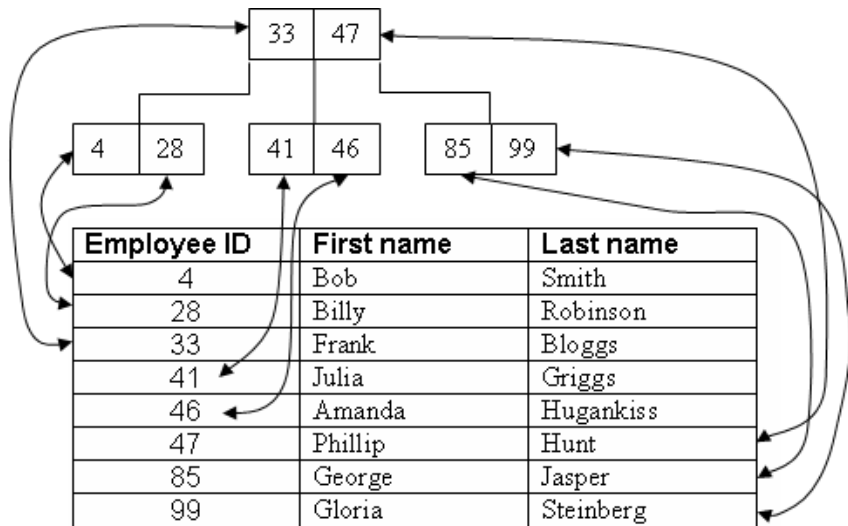 33 47
4 28 41 46 85 99
Employee ID First name Last name
4 Bob Smith
28 Billy Robinson
33 Frank Bloggs
41 Julia Griggs
46 Amanda Hugankiss
47 Phillip Hunt
85 George Jasper
99 Gloria Steinberg